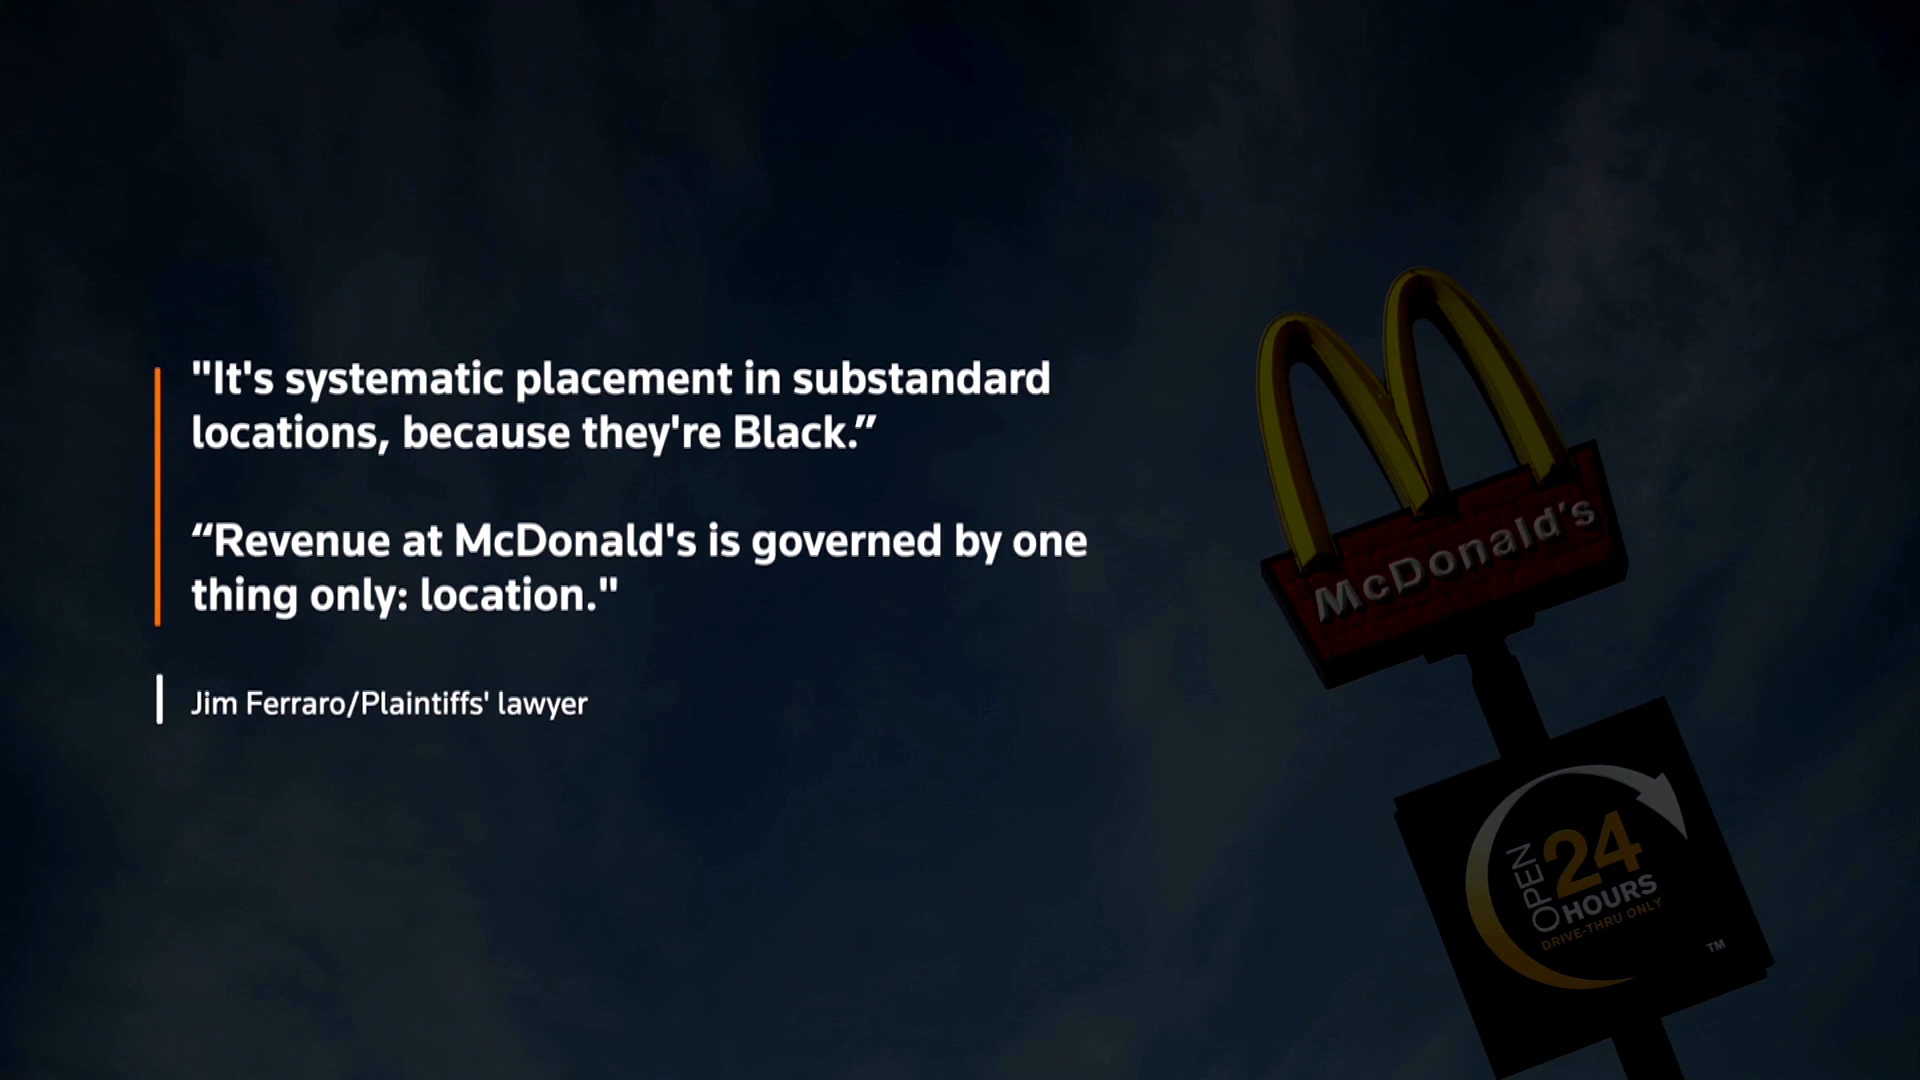 "It's systematic placement in substandard
locations, because they're Black.”
“Revenue at McDonald's is governed by one
thing only: location."
Jim Ferraro/Plaintiffs' lawyer
McDonald's
OPEN
24
HOURS
DRIVE-THRU ONLY
TM